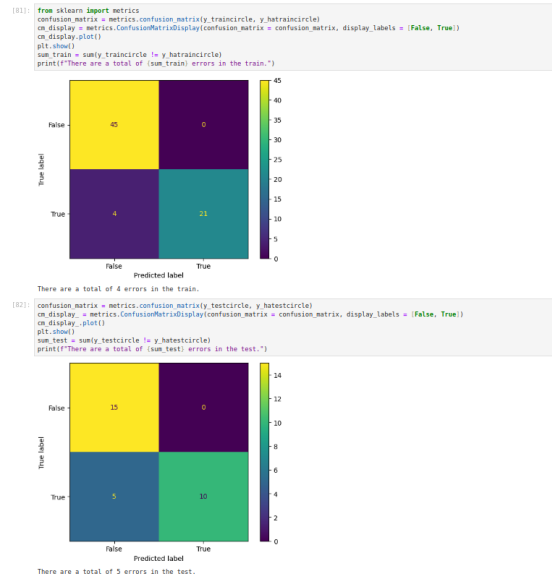 [81]: from sklearn import metrics
confusion_matrix = metrics.confusion_matrix(y_traincircle, y_hatraincircle)
cm_display = metrics.ConfusionMatrixDisplay(confusion_matrix = confusion_matrix, display_labels = [False, True])
cm_display.plot()
plt.show()
sum_train = sum(y_traincircle != y_hatraincircle)
print(f"There are a total of {sum_train} errors in the train.")
45
40
35
30
25
20
15
10
5
0
True label
False
45
0
True
4
21
False
True
Predicted label
There are a total of 4 errors in the train.
[82]: confusion_matrix = metrics.confusion_matrix(y_testcircle, y_hatestcircle)
cm_display_ = metrics.ConfusionMatrixDisplay(confusion_matrix = confusion_matrix, display_labels = [False, True])
cm_display_.plot()
plt.show()
sum_test = sum(y_testcircle != y_hatestcircle)
print(f"There are a total of {sum_test} errors in the test.")
14
12
10
8
6
4
2
0
True label
False
15
0
True
5
10
False
True
Predicted label
There are a total of 5 errors in the test.